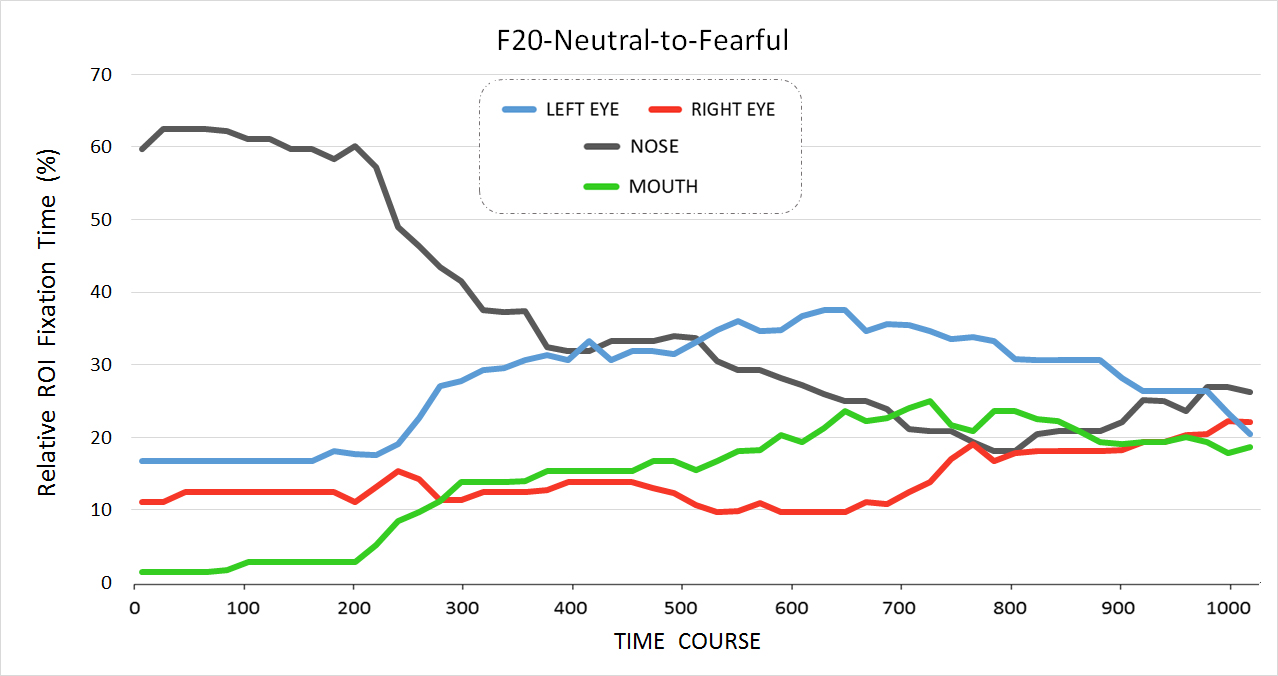 F20-Neutral-to-Fearful
LEFT EYE RIGHT EYE
NOSE
MOUTH
Relative ROI Fixation Time (%)
70
60
50
40
30
20
10
0
0 100 200 300 400 500 600 700 800 900 1000
TIME COURSE